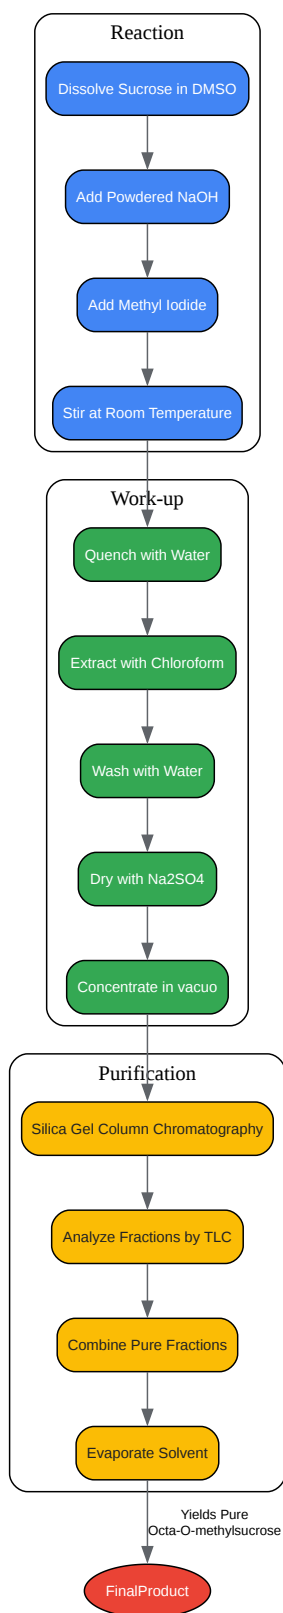 Reaction
Dissolve Sucrose in DMSO
Add Powdered NaOH
Add Methyl Iodide
Stir at Room Temperature
Work-up
Quench with Water
Extract with Chloroform
Wash with Water
Dry with Na2SO4
Concentrate in vacuo
Purification
Silica Gel Column Chromatography
Analyze Fractions by TLC
Combine Pure Fractions
Evaporate Solvent
Yields Pure
Octa-O-methylsucrose
FinalProduct